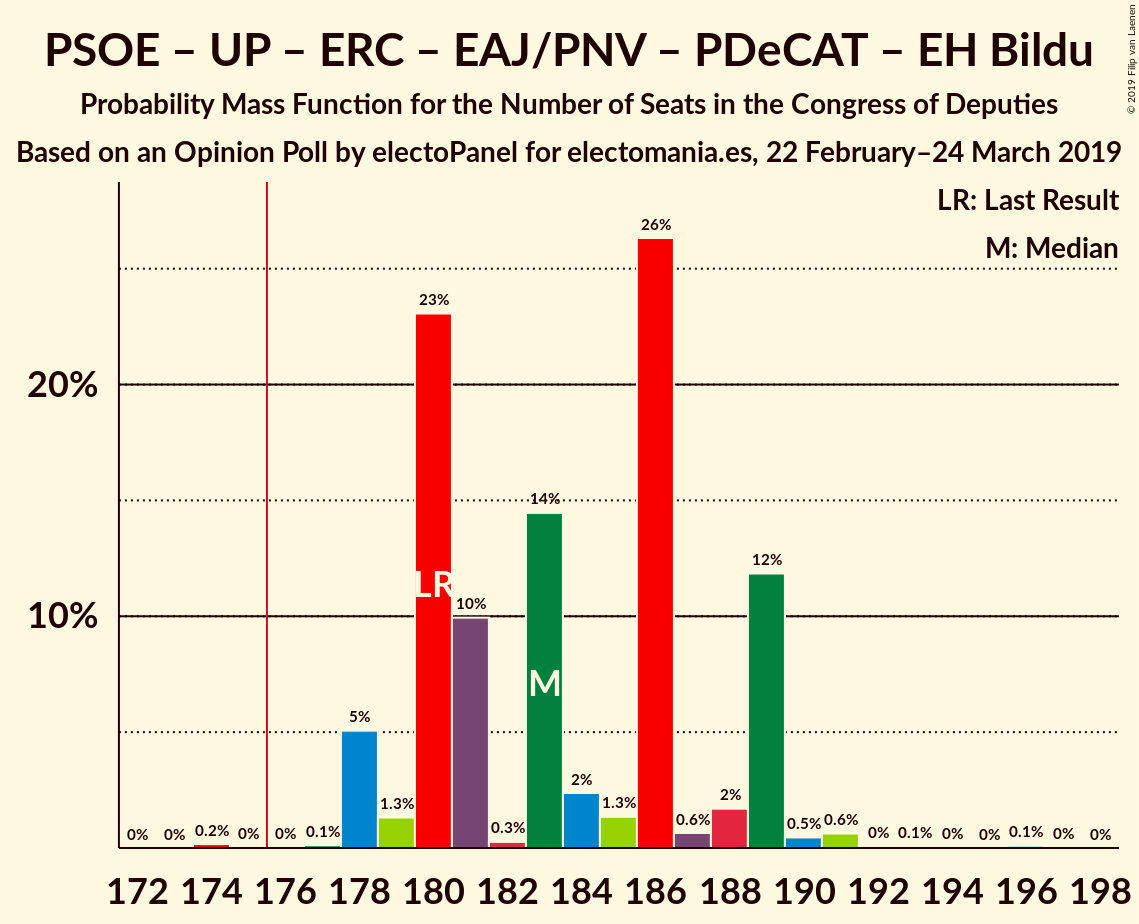 PSOE – UP – ERC – EAJ/PNV – PDeCAT – EH Bildu
Probability Mass Function for the Number of Seats in the Congress of Deputies
Based on an Opinion Poll by electoPanel for electomania.es, 22 February–24 March 2019
© 2019 Filip van Laenen
LR: Last Result
M: Median
20%
10%
0% 0% 0.2% 0% 0% 0.1% 5% 1.3% 23% 10% 0.3% 14% 2% 1.3% 26% 0.6% 2% 12% 0.5% 0.6% 0% 0.1% 0% 0% 0.1% 0% 0%
LR
M
172 174 176 178 180 182 184 186 188 190 192 194 196 198